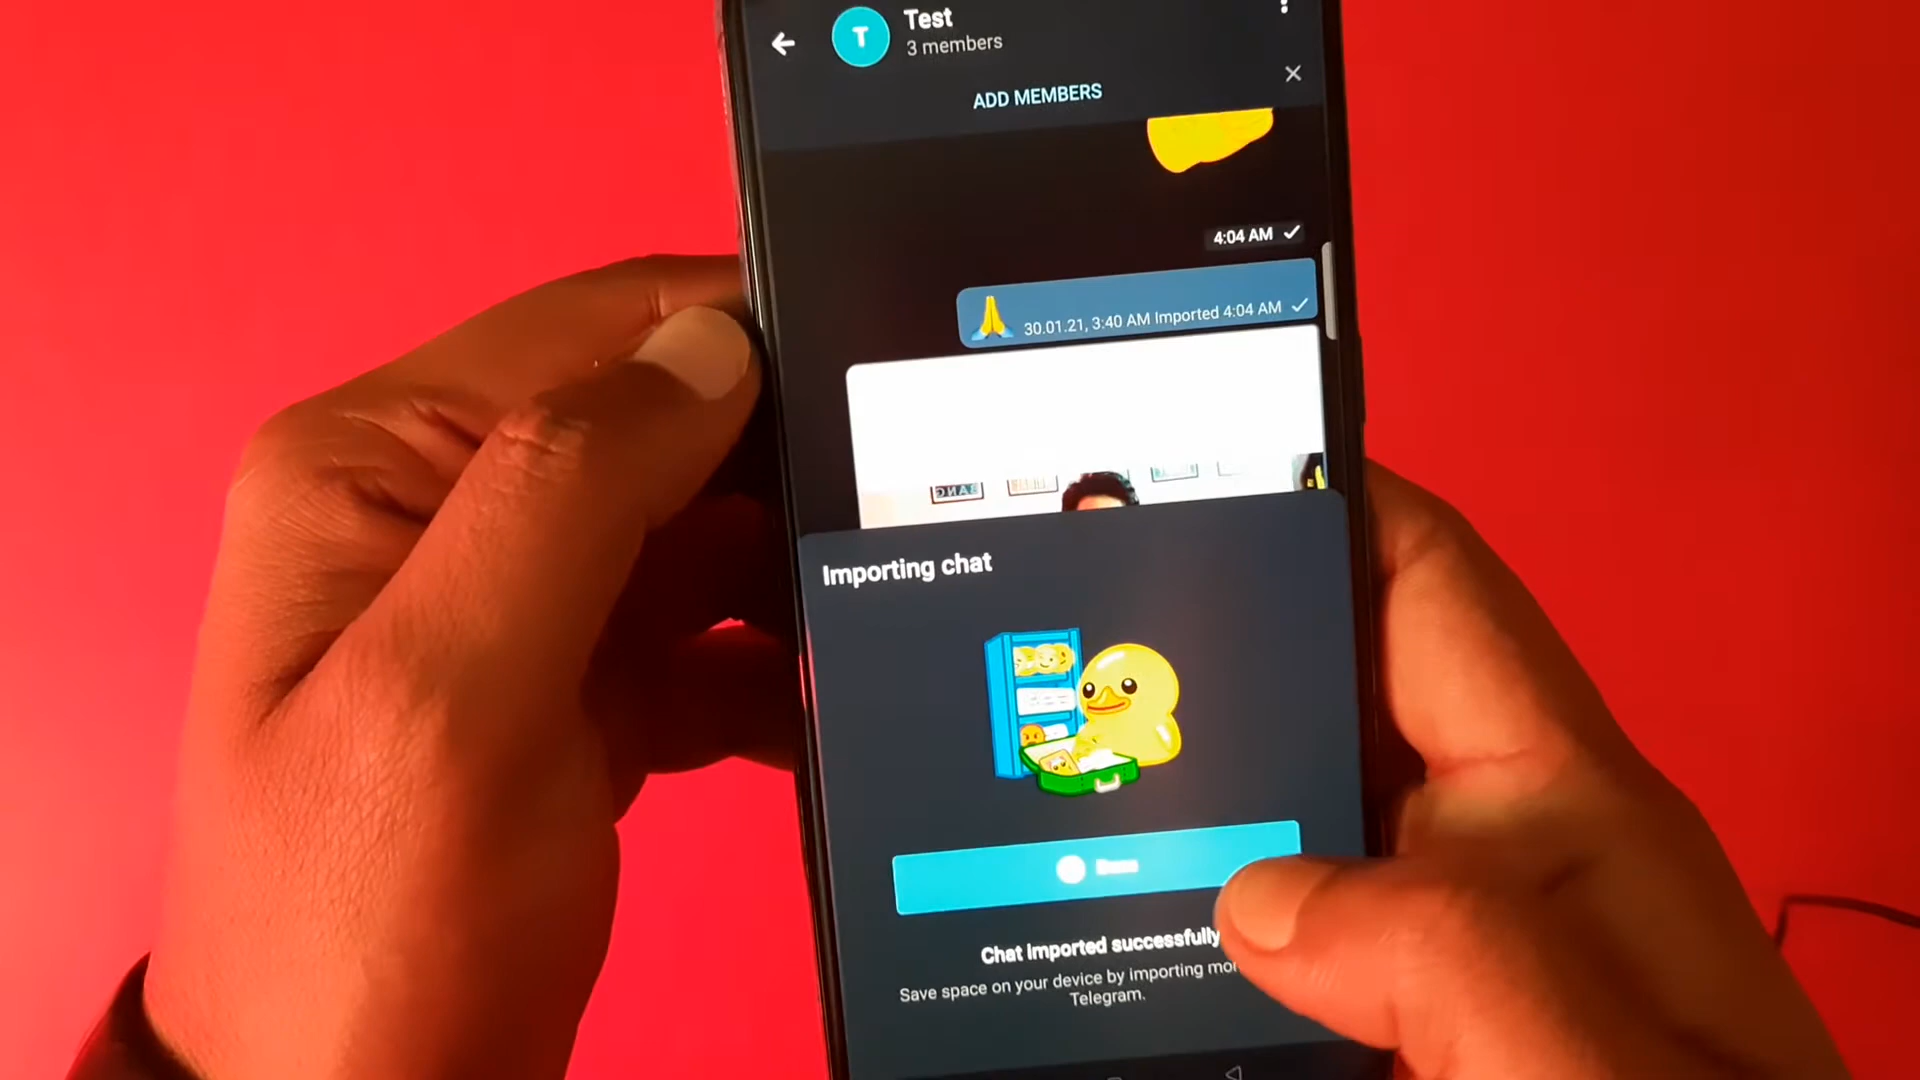 T
Test
3 members
ADD MEMBERS
4:04 AM
30.01.21, 3:40 AM Imported 4:04 AM
Importing chat
Done
Chat imported successfully
Save space on your device by importing
Telegram.